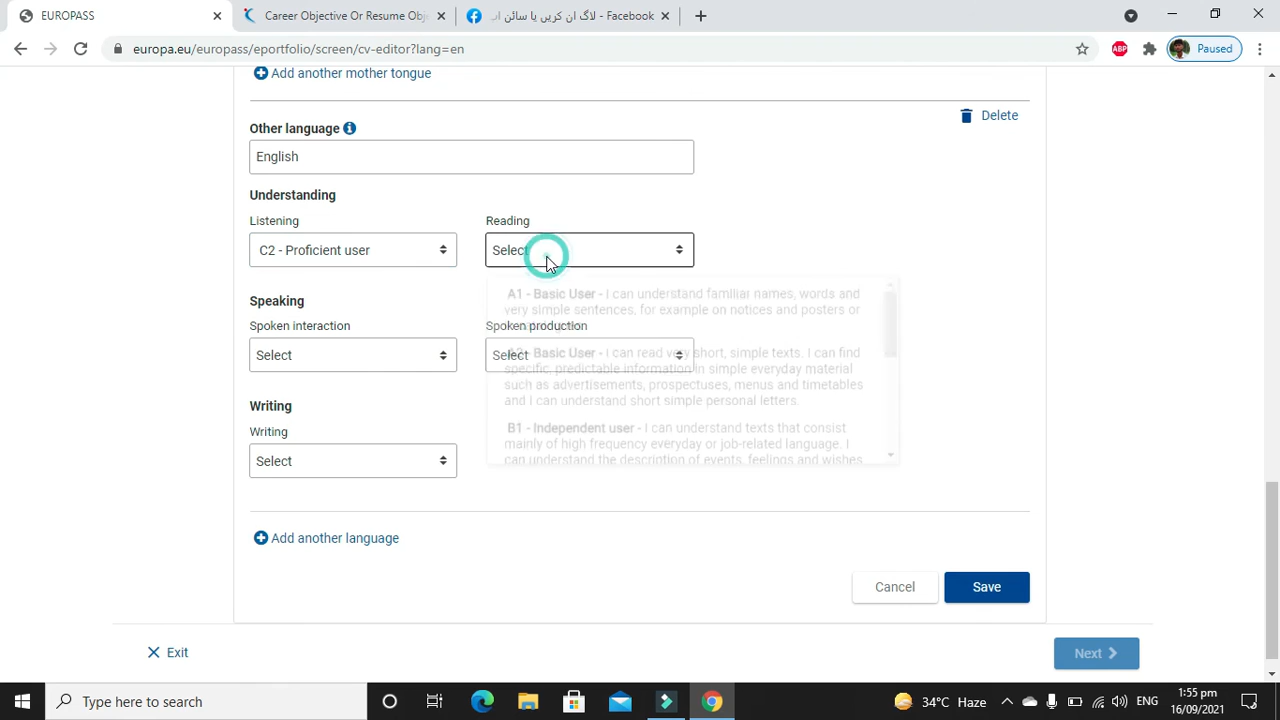 EUROPASS
Career Objective Or Resume Obje
لاگ ان کریں یا سائن اپ - Facebook
europa.eu/europass/eportfolio/screen/cv-editor?lang=en
ABP
Paused
Add another mother tongue
Delete
Other language
English
Understanding
Listening
Reading
C2 - Proficient user
Select
A1 - Basic User - I can understand familiar names, words and
very simple sentences, for example on notices and posters or
Speaking
Spoken interaction
Spoken production
Select
Select
A2 - Basic User - I can read very short, simple texts. I can find
specific, predictable information in simple everyday material
such as advertisements, prospectuses, menus and timetables
and I can understand short simple personal letters.
Writing
Writing
Select
B1 - Independent user - I can understand texts that consist
mainly of high frequency everyday or job-related language. I
can understand the description of events, feelings and wishes
Add another language
Cancel
Save
Exit
Next
Type here to search
34°C Haze
ENG
1:55 pm
16/09/2021